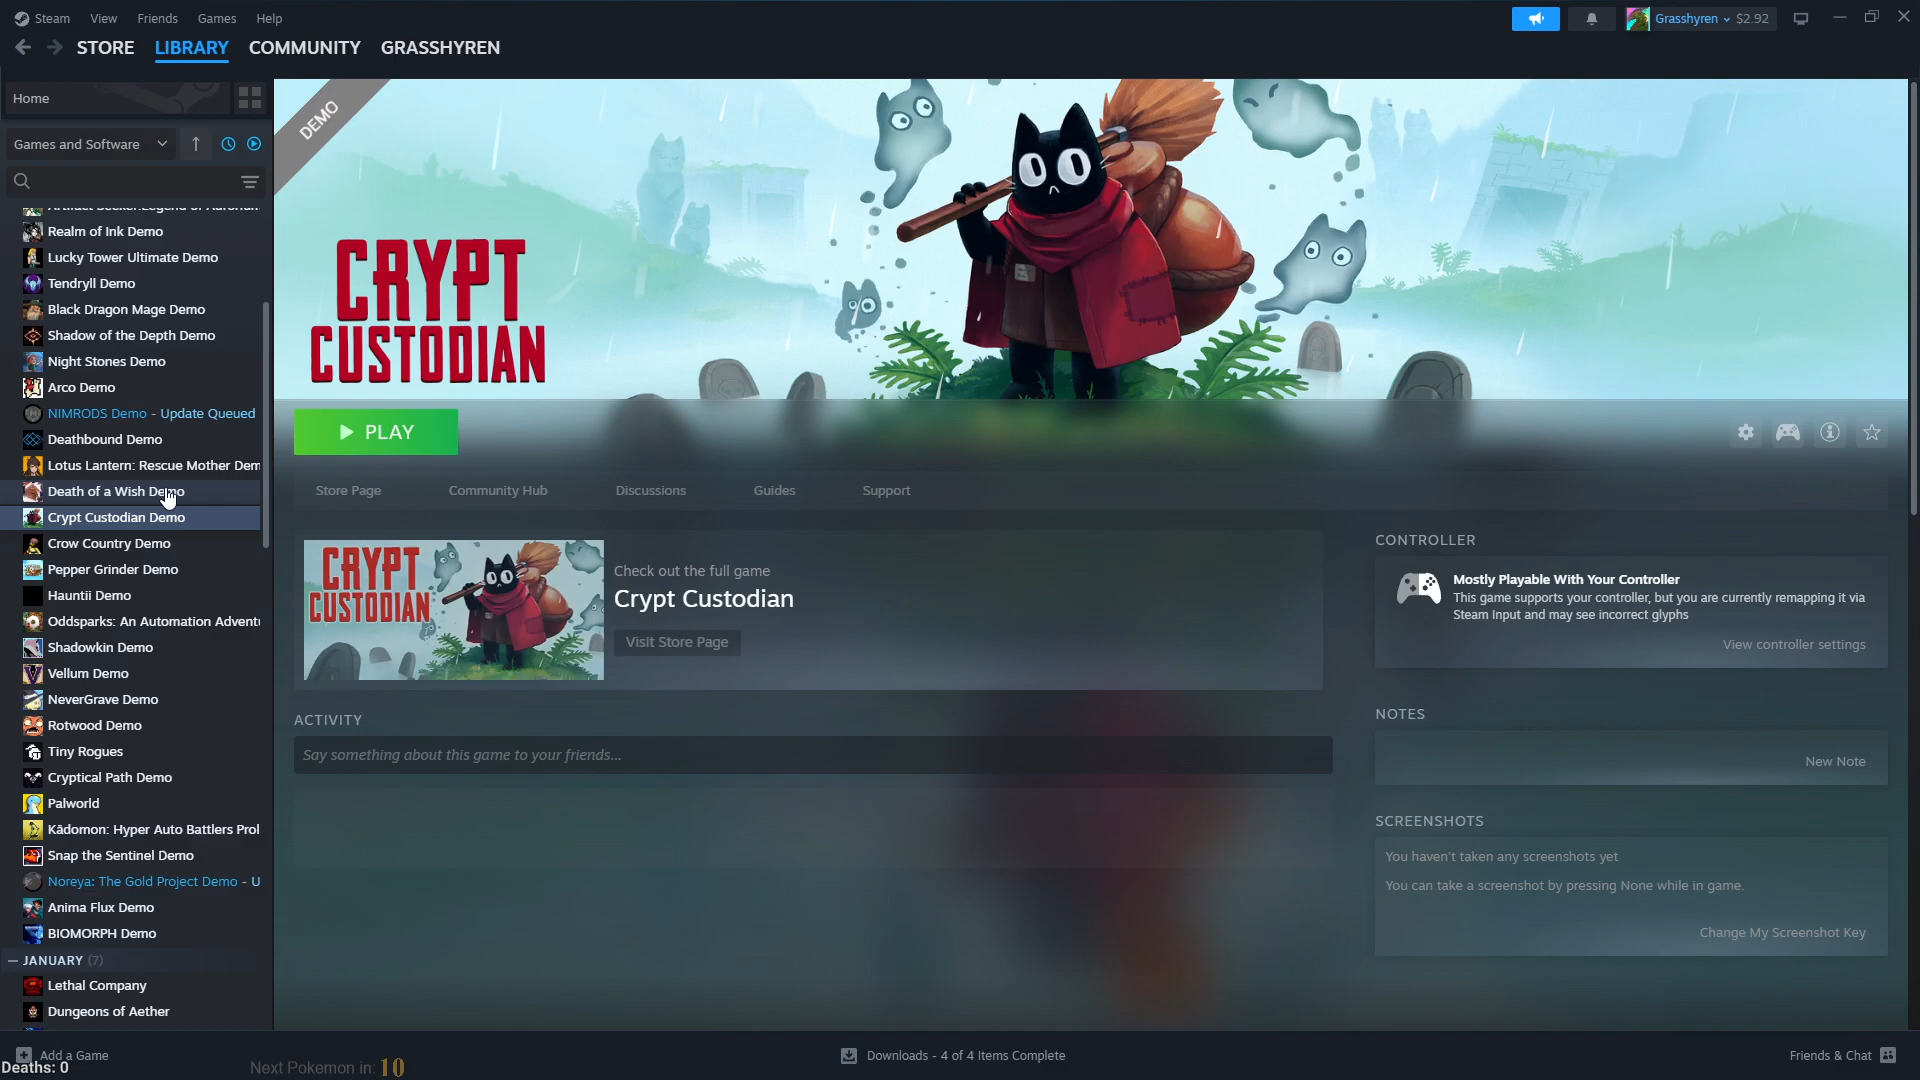 Steam View Friends Games Help
Grasshyren $2.92
STORE LIBRARY COMMUNITY GRASSHYREN
Home
Games and Software
Realm of Ink Demo
Lucky Tower Ultimate Demo
Tendryll Demo
Black Dragon Mage Demo
Shadow of the Depth Demo
Night Stones Demo
Arco Demo
NIMRODS Demo - Update Queued
Deathbound Demo
Lotus Lantern: Rescue Mother Dem
Death of a Wish Demo
Crypt Custodian Demo
Crow Country Demo
Pepper Grinder Demo
Hauntii Demo
Oddsparks: An Automation Advent
Shadowkin Demo
Vellum Demo
NeverGrave Demo
Rotwood Demo
Tiny Rogues
Cryptical Path Demo
Palworld
Kādomon: Hyper Auto Battlers Prol
Snap the Sentinel Demo
Noreya: The Gold Project Demo - U
Anima Flux Demo
BIOMORPH Demo
JANUARY (7)
Lethal Company
Dungeons of Aether
DEMO
CRYPT
CUSTODIAN
PLAY
Store Page Community Hub Discussions Guides Support
CRYPT
CUSTODIAN
Check out the full game
Crypt Custodian
Visit Store Page
ACTIVITY
Say something about this game to your friends...
CONTROLLER
Mostly Playable With Your Controller
This game supports your controller, but you are currently remapping it via
Steam Input and may see incorrect glyphs
View controller settings
NOTES
New Note
SCREENSHOTS
You haven't taken any screenshots yet
You can take a screenshot by pressing None while in game.
Change My Screenshot Key
Add a Game
Deaths: 0
Next Pokemon in: 10
Downloads - 4 of 4 Items Complete
Friends & Chat